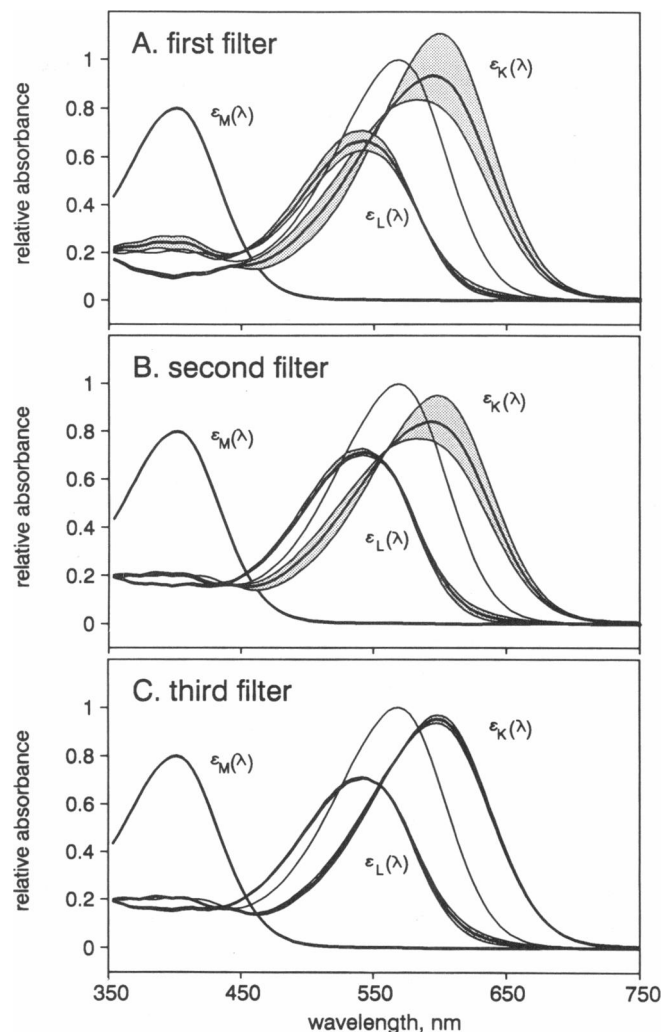 A. first filter
relative absorbance
1
0.8
0.6
0.4
0.2
0
εM(λ)
εK(λ)
εL(λ)
B. second filter
relative absorbance
1
0.8
0.6
0.4
0.2
0
εM(λ)
εK(λ)
εL(λ)
C. third filter
relative absorbance
1
0.8
0.6
0.4
0.2
0
εM(λ)
εK(λ)
εL(λ)
350
450
550
650
750
wavelength, nm